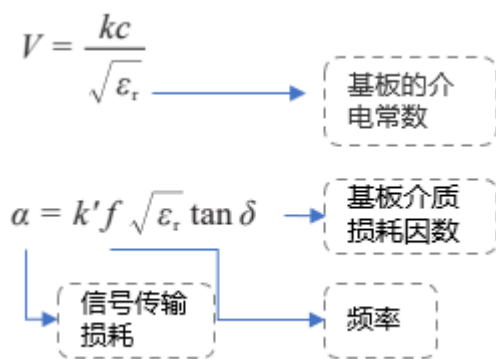 V = kc / √εᵣ
基板的介
电常数
α = k′f √εᵣ tan δ
基板介质
损耗因数
信号传输
损耗
频率